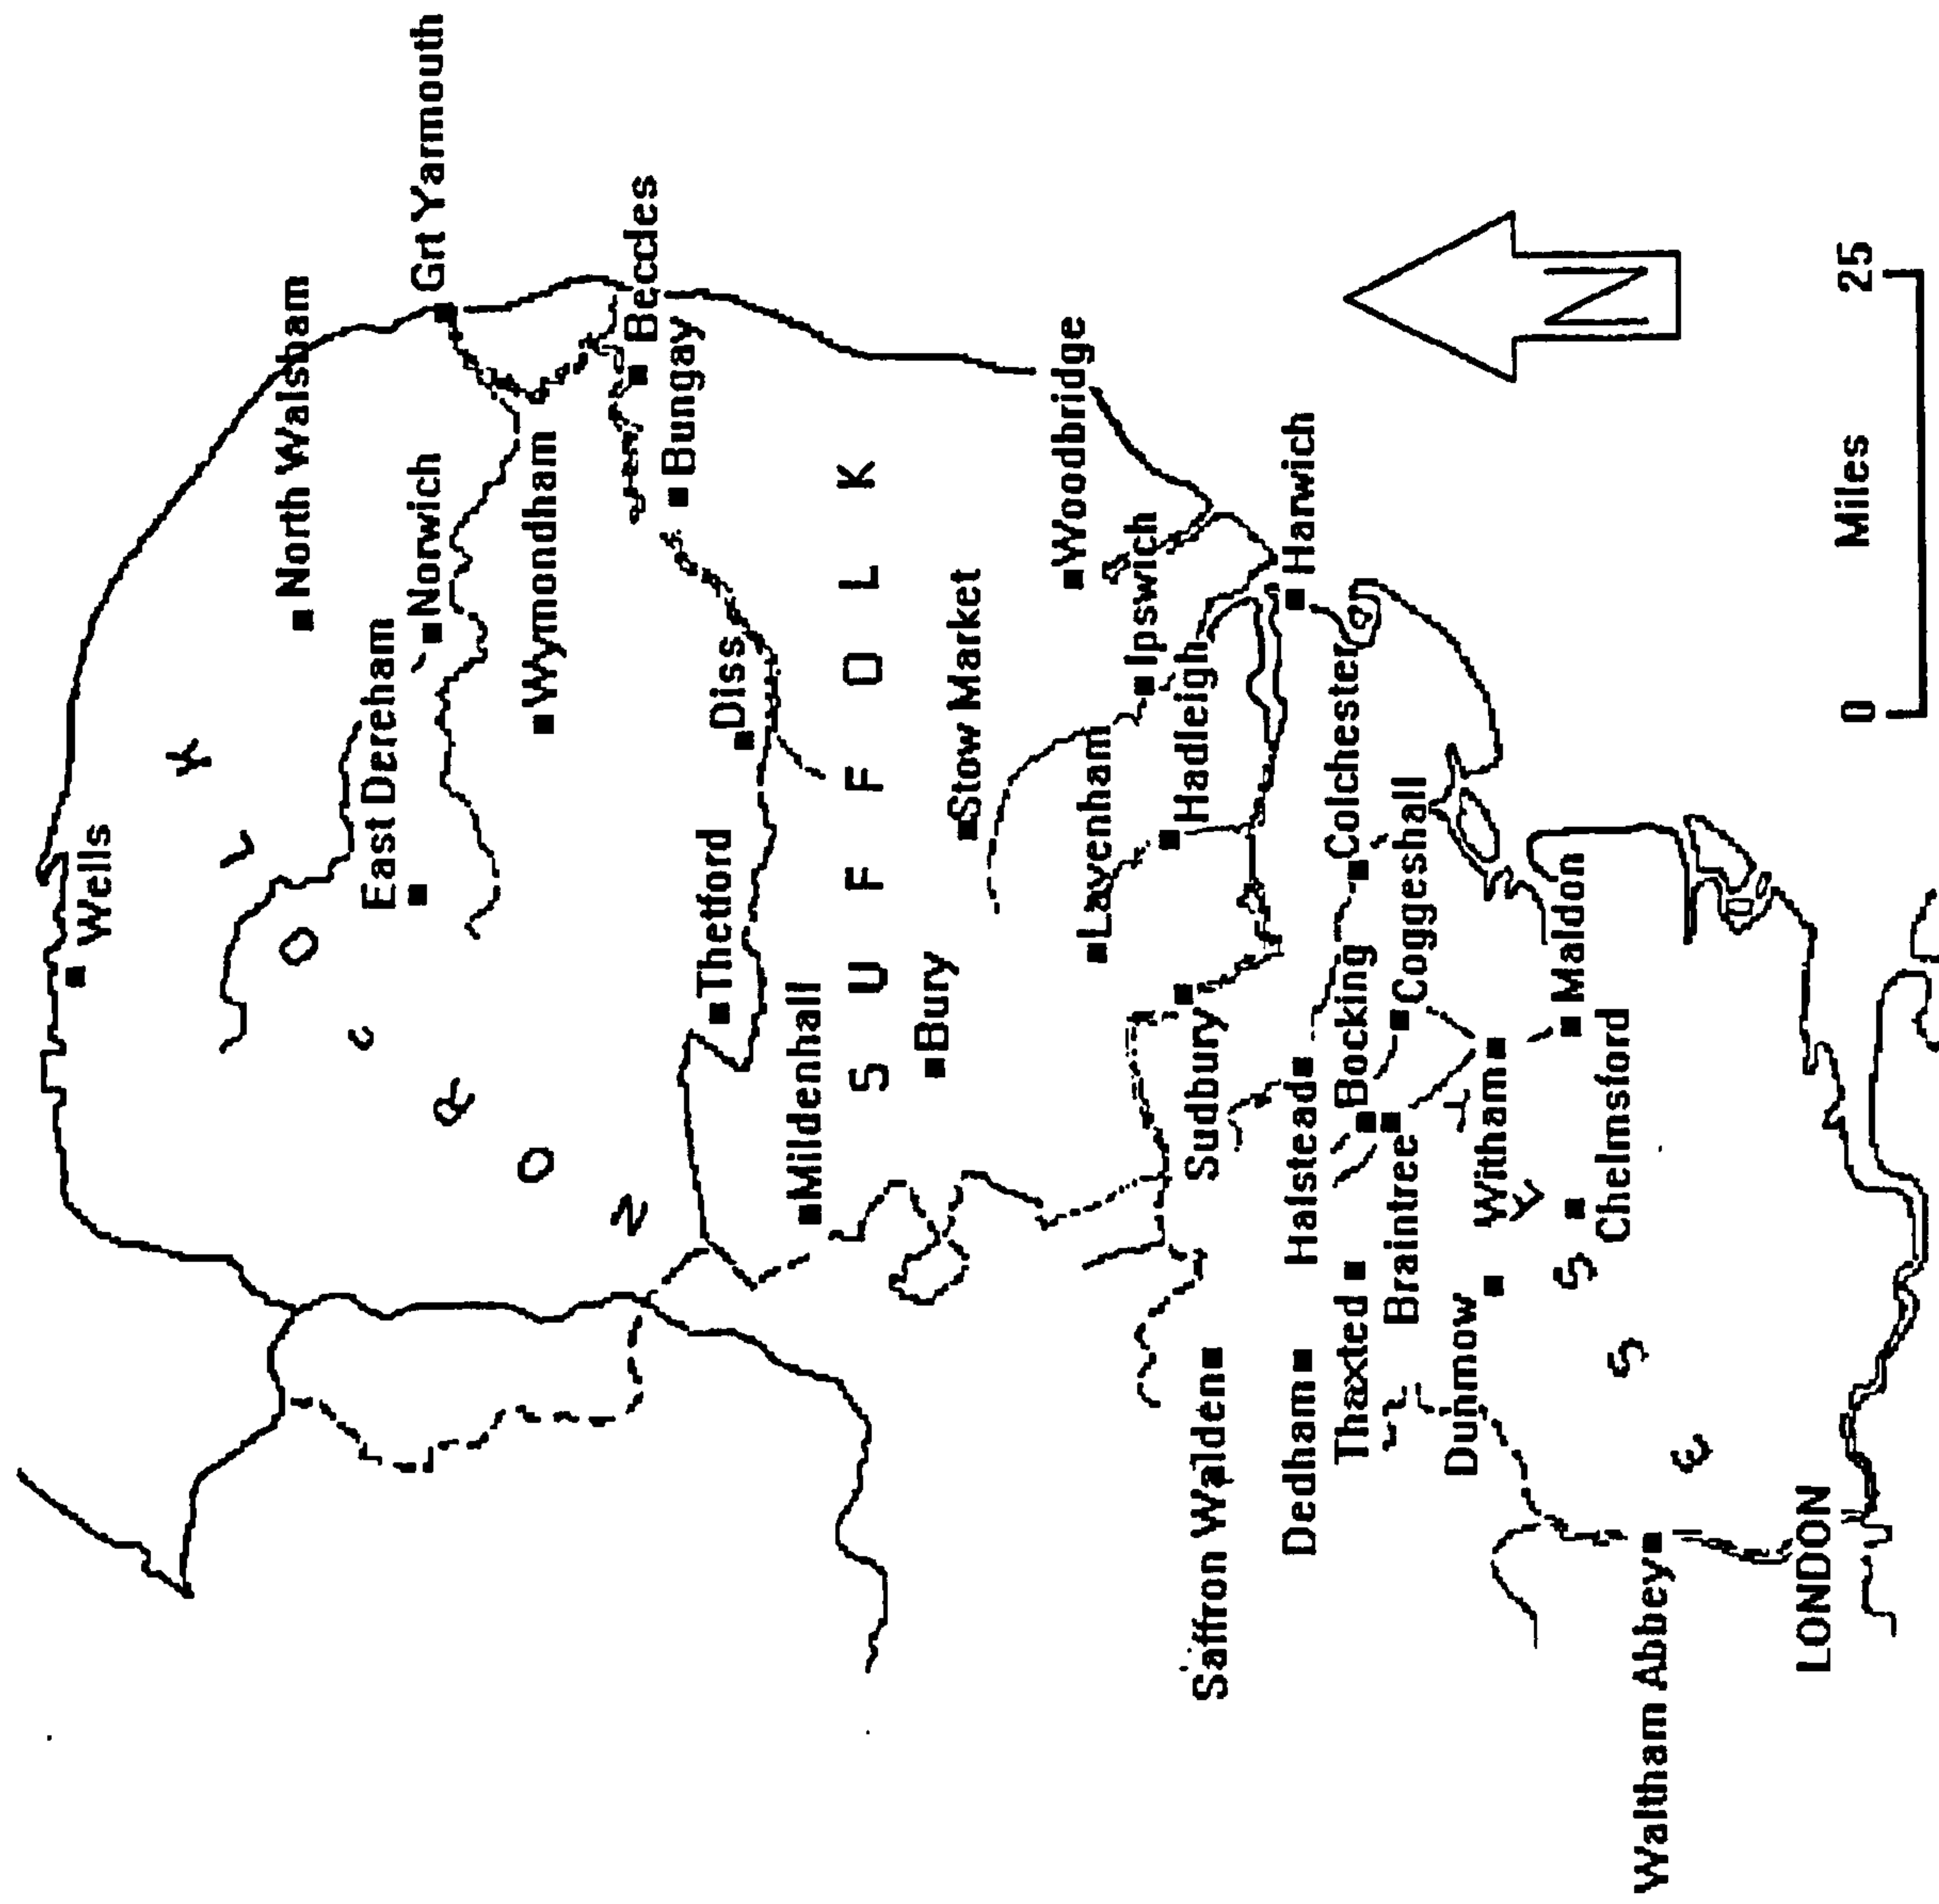 Wells
North Walsham
Grt Yarmouth
Norwich
East Dereham
NORFOLK
Wymondham
Beccles
Bungay
Diss
Thetford
Mildenhall
S U F F O L K
Bury
Stow Market
Woodbridge
Lavenham
Ipswich
Hadleigh
Sudbury
Saffron Walden
Harwich
Halstead
Dedham
Colchester
Bocking
Thaxted
Coggeshall
Braintree
Dunmow
Witham
Maldon
Chelmsford
ESSEX
Waltham Abbey
LONDON
N
0 Miles 25